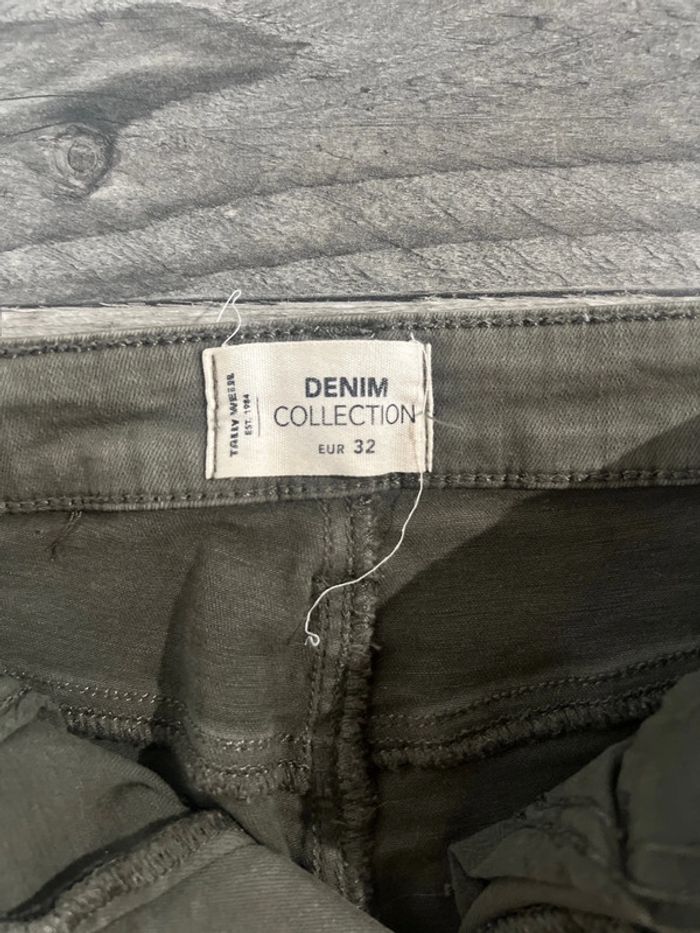 TALLY WEiJL
EST. 1984
DENIM
COLLECTION
EUR 32